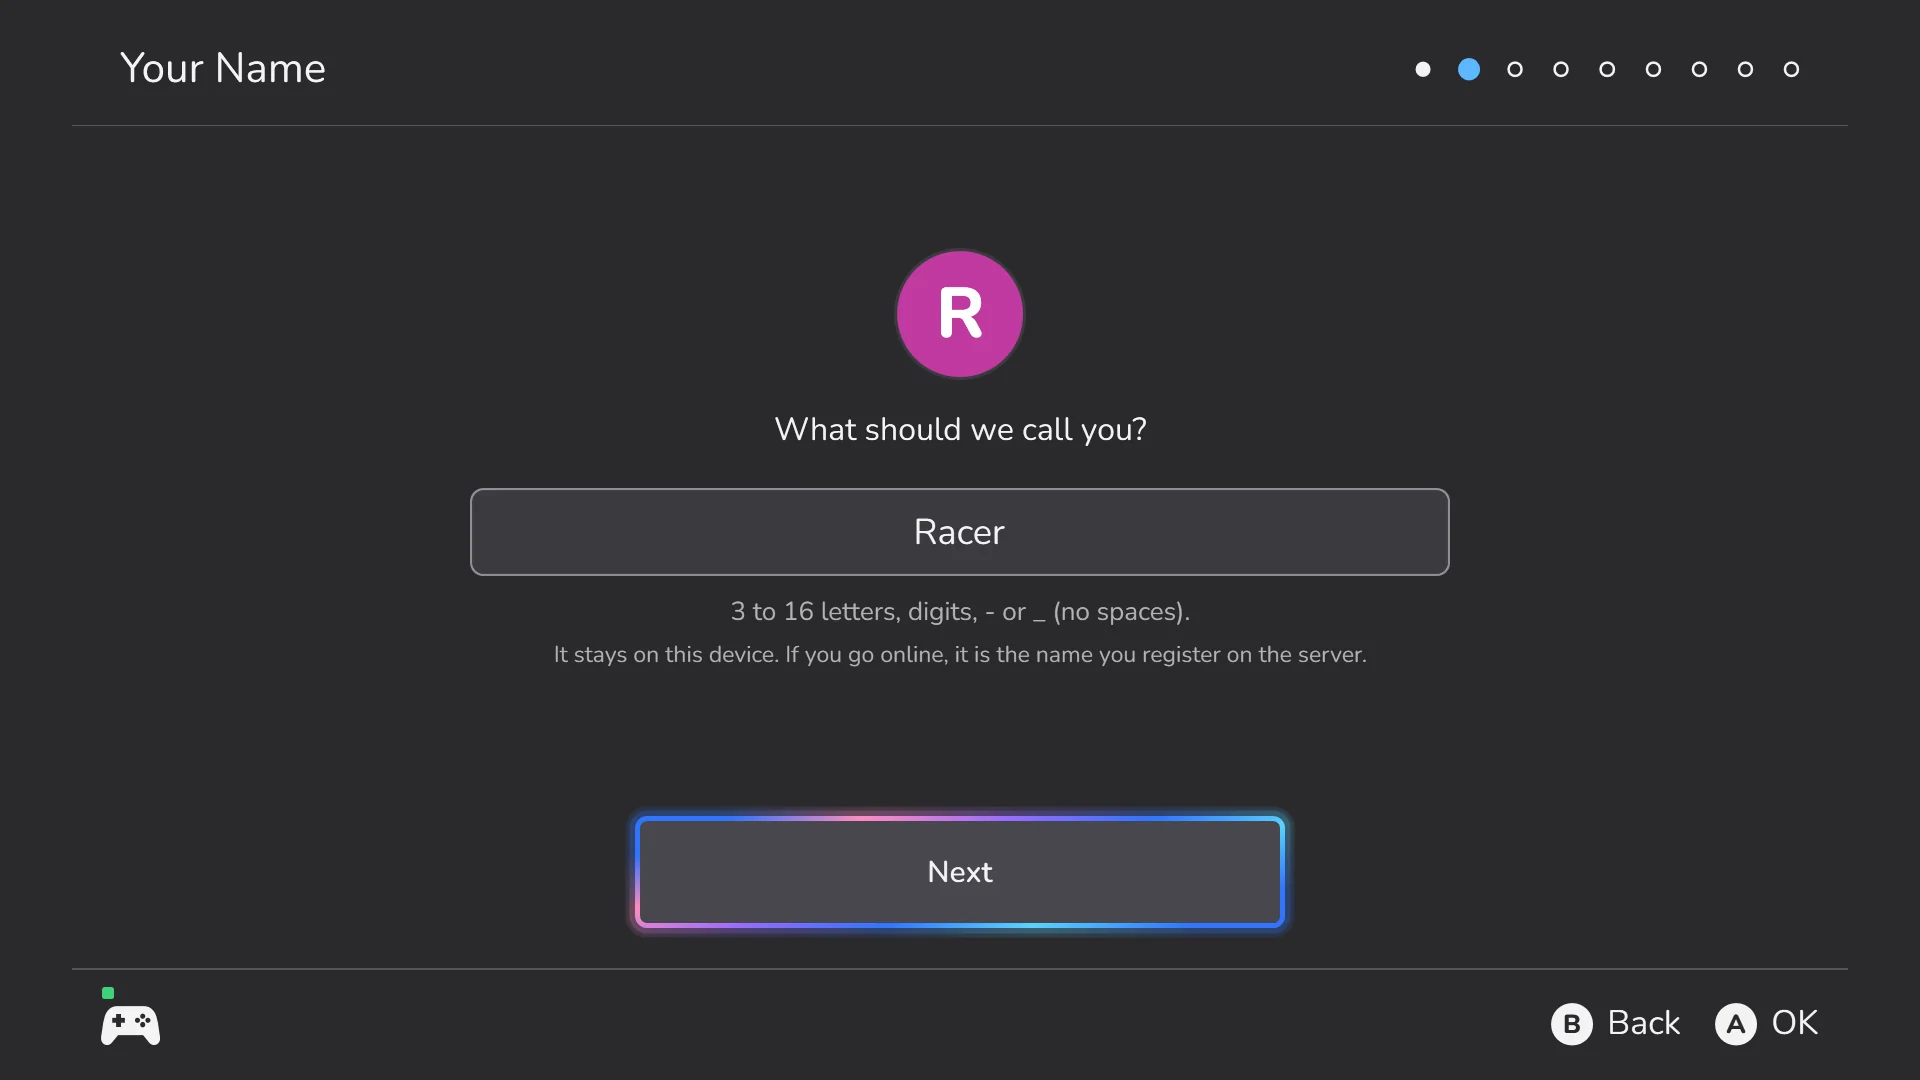 Your Name
R
What should we call you?
Racer
3 to 16 letters, digits, - or _ (no spaces).
It stays on this device. If you go online, it is the name you register on the server.
Next
B Back A OK